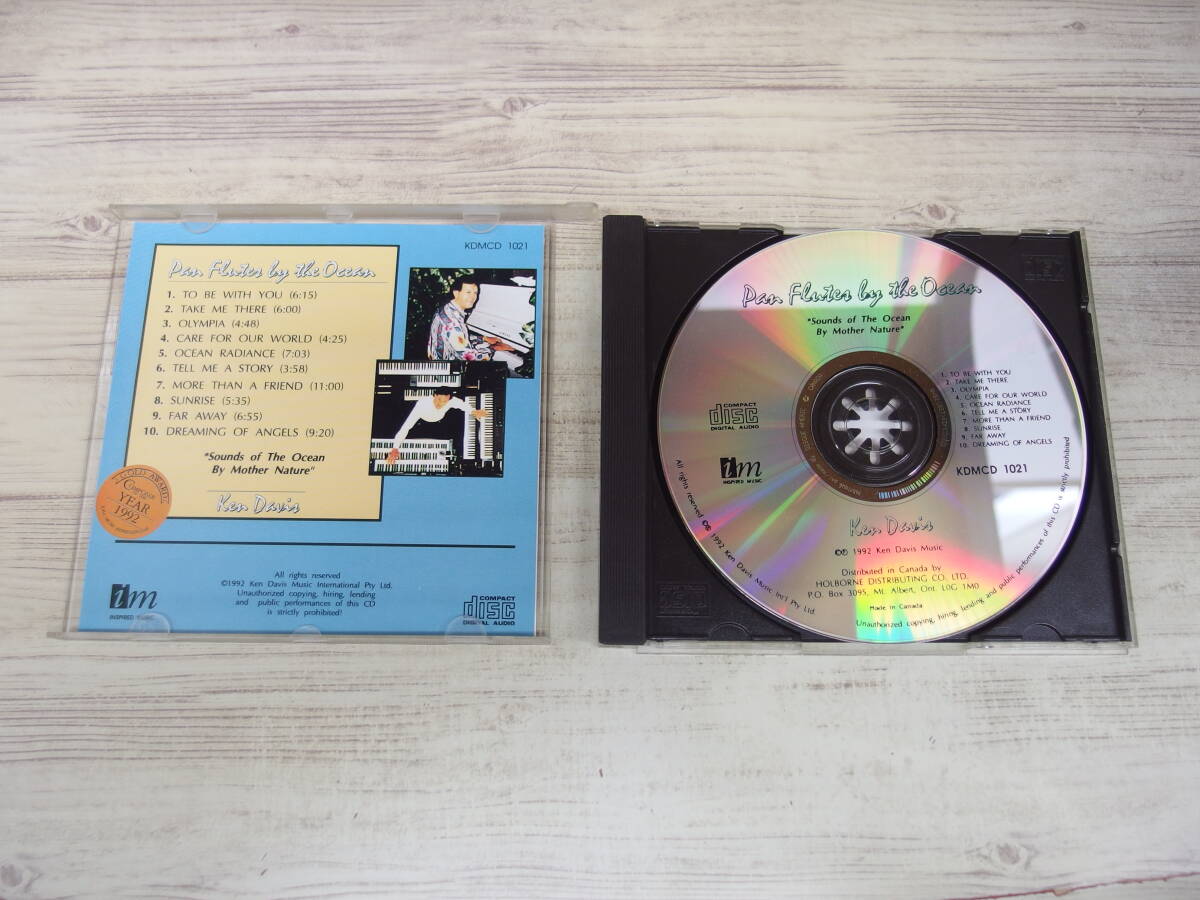 KDMCD 1021
Pan Flutes by the Ocean
1. TO BE WITH YOU (6:15)
2. TAKE ME THERE (6:00)
3. OLYMPIA (4:48)
4. CARE FOR OUR WORLD (4:25)
5. OCEAN RADIANCE (7:03)
6. TELL ME A STORY (3:58)
7. MORE THAN A FRIEND (11:00)
8. SUNRISE (5:35)
9. FAR AWAY (6:55)
10. DREAMING OF ANGELS (9:20)
"Sounds of The Ocean
By Mother Nature"
Ken Davis
YEAR
1992
All rights reserved
©1992 Ken Davis Music International Pty Ltd.
Unauthorized copying, hiring, lending
and public performances of this CD
is strictly prohibited!
im
INSPIRED MUSIC
COMPACT
disc
DIGITAL AUDIO
Pan Flutes by the Ocean
"Sounds of The Ocean
By Mother Nature"
1. TO BE WITH YOU
2. TAKE ME THERE
3. OLYMPIA
4. CARE FOR OUR WORLD
5. OCEAN RADIANCE
6. TELL ME A STORY
7. MORE THAN A FRIEND
8. SUNRISE
9. FAR AWAY
10. DREAMING OF ANGELS
COMPACT
disc
DIGITAL AUDIO
im
INSPIRED MUSIC
KDMCD 1021
Ken Davis
©℗ 1992 Ken Davis Music
Distributed in Canada by
HOLBORNE DISTRIBUTING CO. LTD.
P.O. Box 3095, Mt. Albert, Ont. L0G 1M0
Made in Canada
All rights reserved ©℗ 1992 Ken Davis Music Int'l Pty Ltd.
Unauthorized copying, hiring, lending and public performances of this CD is strictly prohibited